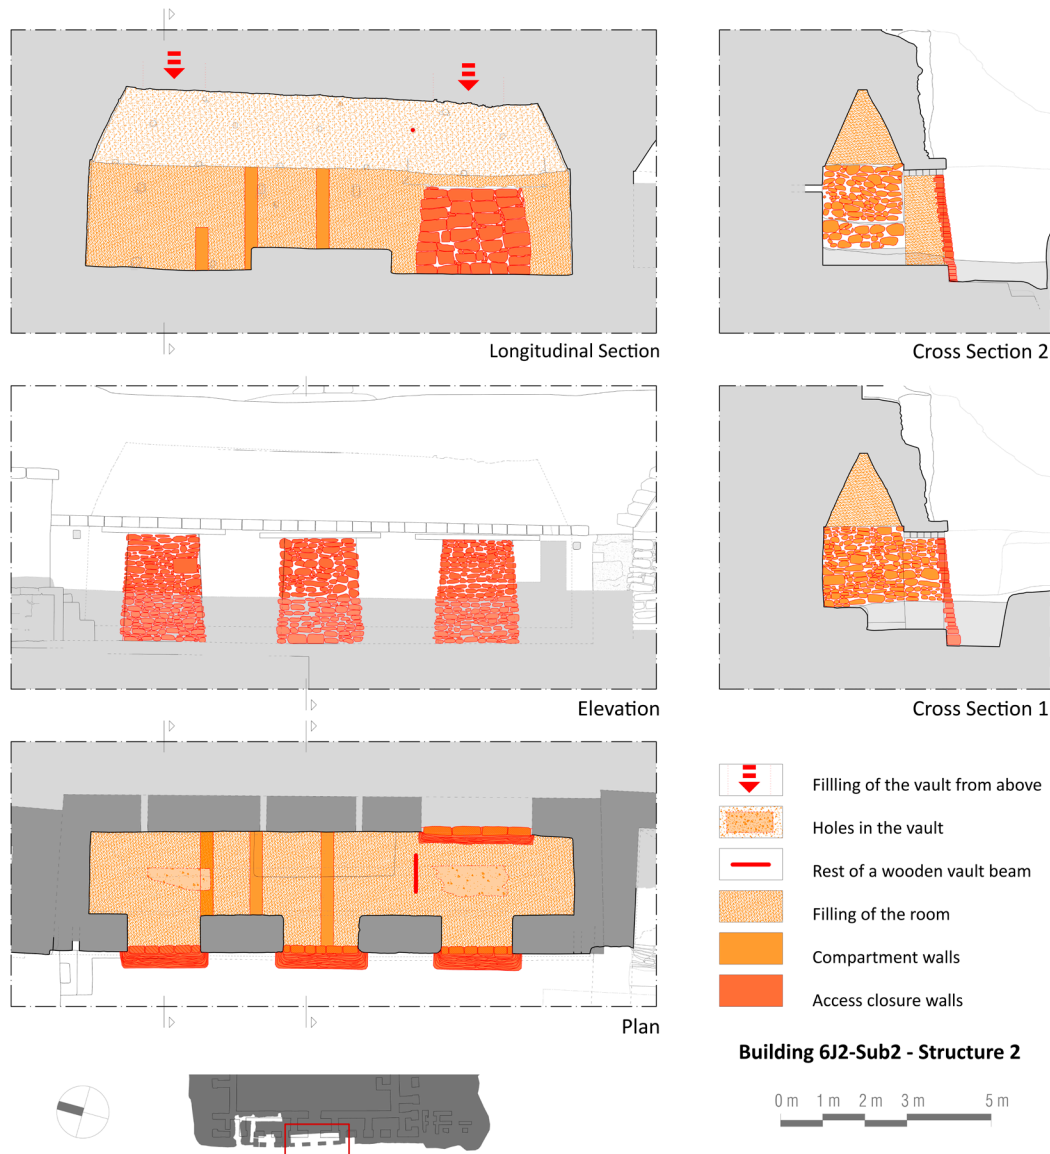 Longitudinal Section
Cross Section 2
Elevation
Cross Section 1
Plan
Fillling of the vault from above
Holes in the vault
Rest of a wooden vault beam
Filling of the room
Compartment walls
Access closure walls
Building 6J2-Sub2 - Structure 2
0 m 1 m 2 m 3 m 5 m